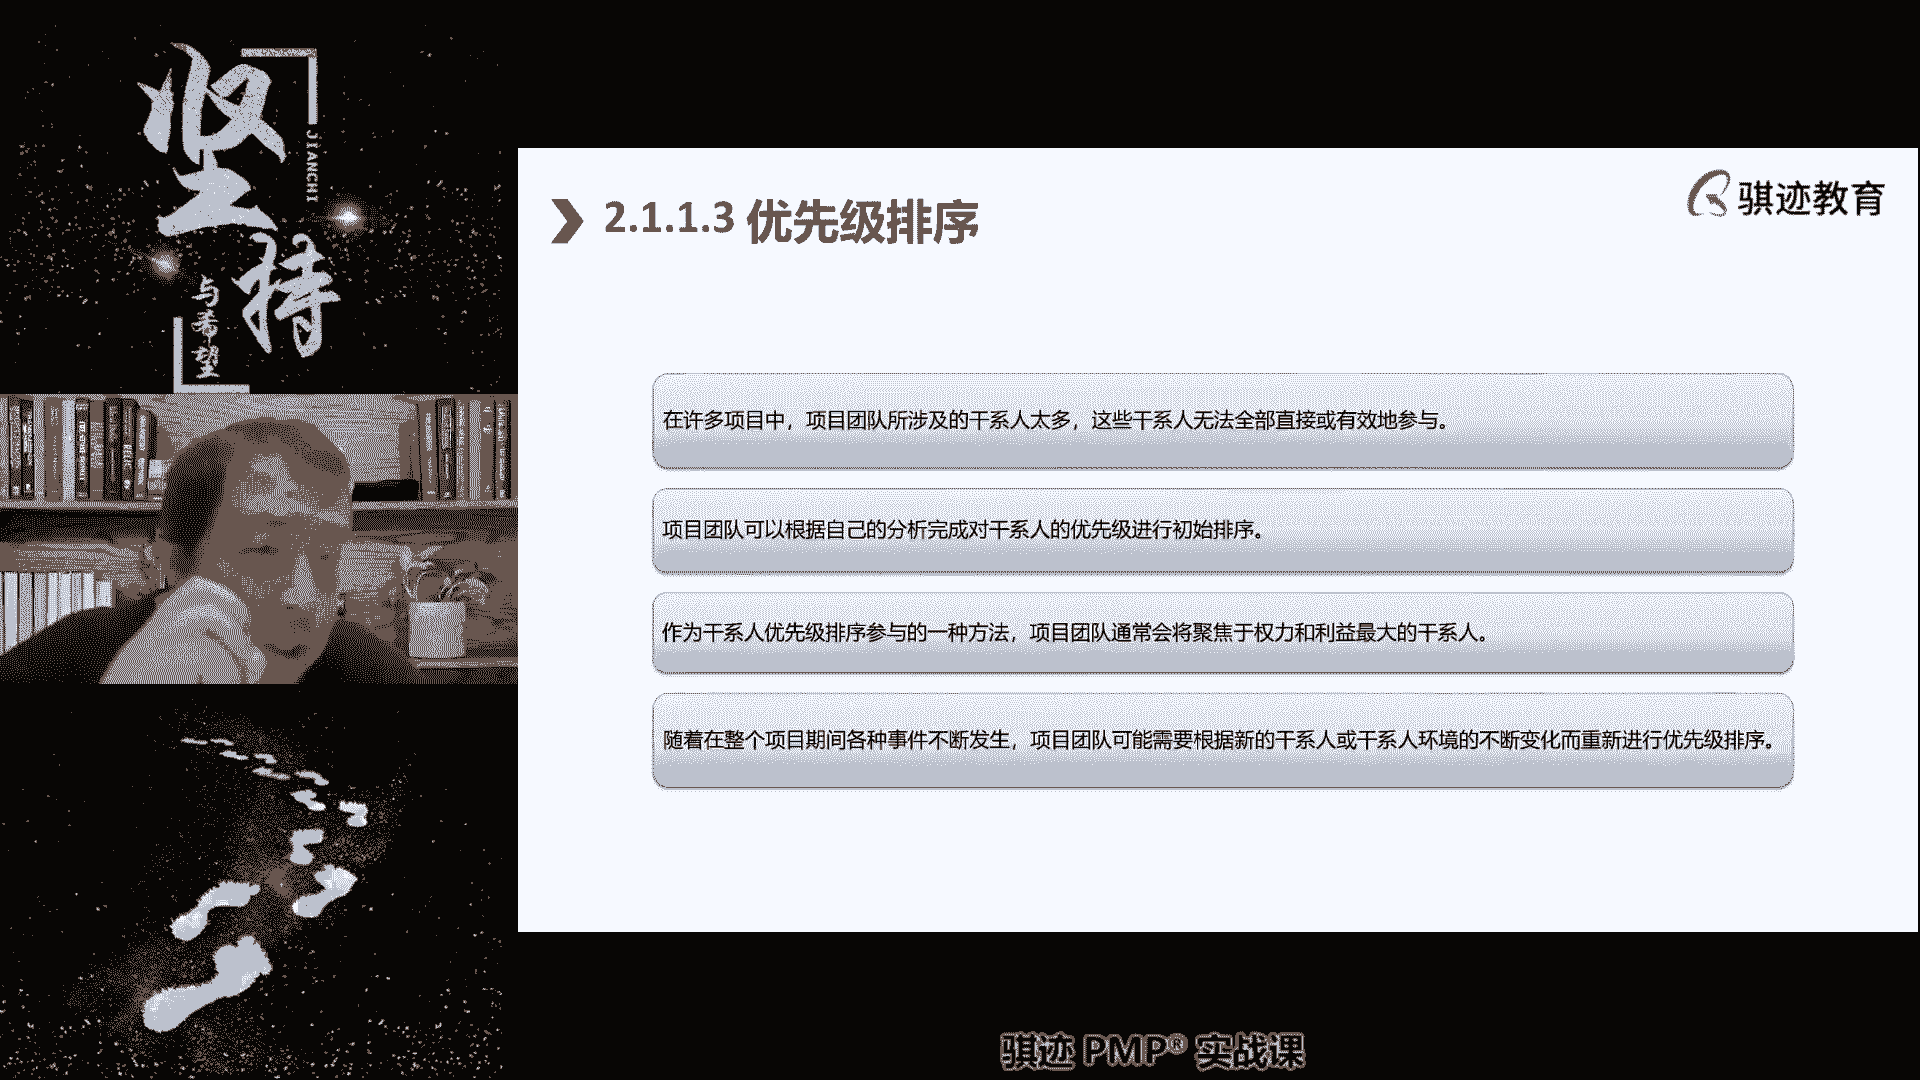 坚持
JIANCHI
与希望
骐迹教育
2.1.1.3 优先级排序
在许多项目中，项目团队所涉及的干系人太多，这些干系人无法全部直接或有效地参与。
项目团队可以根据自己的分析完成对干系人的优先级进行初始排序。
作为干系人优先级排序参与的一种方法，项目团队通常会将聚焦于权力和利益最大的干系人。
随着在整个项目期间各种事件不断发生，项目团队可能需要根据新的干系人或干系人环境的不断变化而重新进行优先级排序。
骐迹 PMP® 实战课